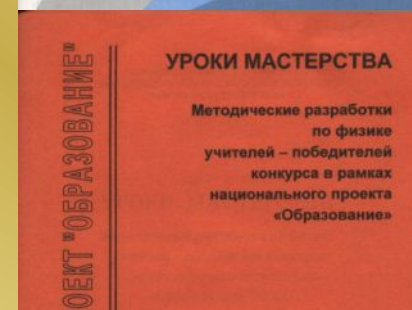 УРОКИ МАСТЕРСТВА
Методические разработки
по физике
учителей – победителей
конкурса в рамках
национального проекта
«Образование»
ОЕКТ "ОБРАЗОВАНИЕ"